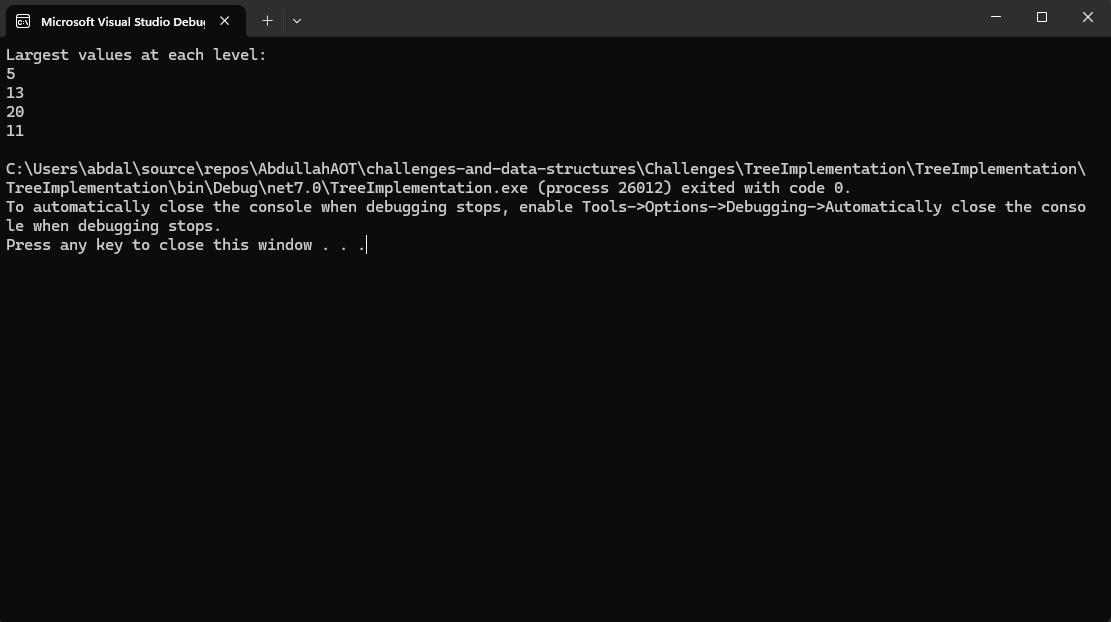 Microsoft Visual Studio Debug
Largest values at each level:
5
13
20
11
C:\Users\abdal\source\repos\AbdullahAOT\challenges-and-data-structures\Challenges\TreeImplementation\TreeImplementation\
TreeImplementation\bin\Debug\net7.0\TreeImplementation.exe (process 26012) exited with code 0.
To automatically close the console when debugging stops, enable Tools->Options->Debugging->Automatically close the conso
le when debugging stops.
Press any key to close this window . . .